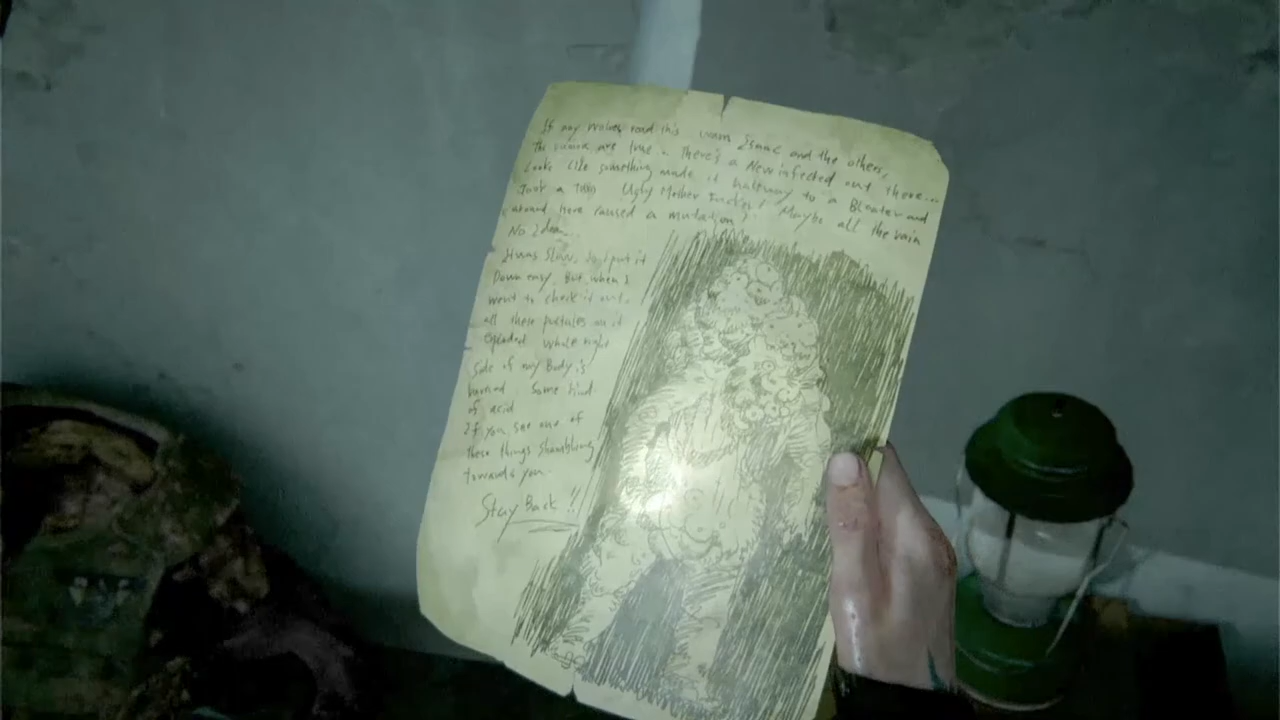 If any wolves read this warn Isaac and the others,
The rumors are true.. There's a New infected out there...
Looks like something made it halfway to a Bloater and
Took a turn Ugly Mother Fucker! Maybe all the rain
around here caused a mutation?
No Idea..
It was Slow, so I put it
Down easy. But when I
went to check it out,
all these pustules on it
Exploded whole right
side of my Body is
burned Some kind
of acid
If you see one of
these things shambling
towards you..
Stay Back!!